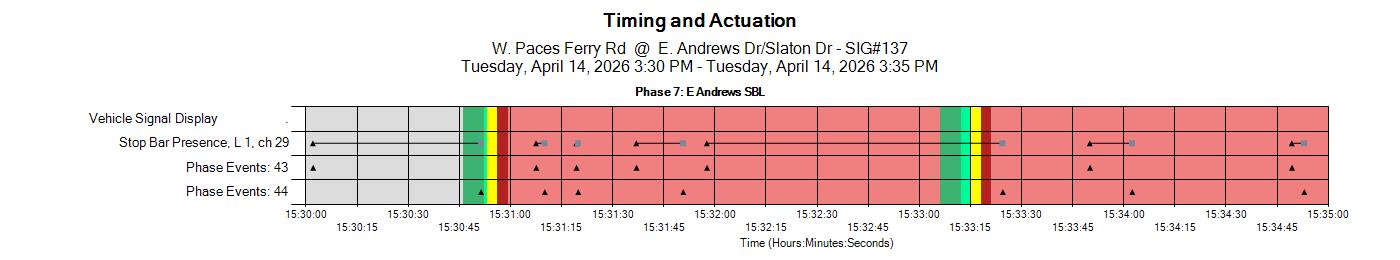 Timing and Actuation
W. Paces Ferry Rd @ E. Andrews Dr/Slaton Dr - SIG#137
Tuesday, April 14, 2026 3:30 PM - Tuesday, April 14, 2026 3:35 PM
Phase 7: E Andrews SBL
Vehicle Signal Display .
Stop Bar Presence, L 1, ch 29
Phase Events: 43
Phase Events: 44
15:30:00 15:30:30 15:31:00 15:31:30 15:32:00 15:32:30 15:33:00 15:33:30 15:34:00 15:34:30 15:35:00
15:30:15 15:30:45 15:31:15 15:31:45 15:32:15 15:32:45 15:33:15 15:33:45 15:34:15 15:34:45
Time (Hours:Minutes:Seconds)